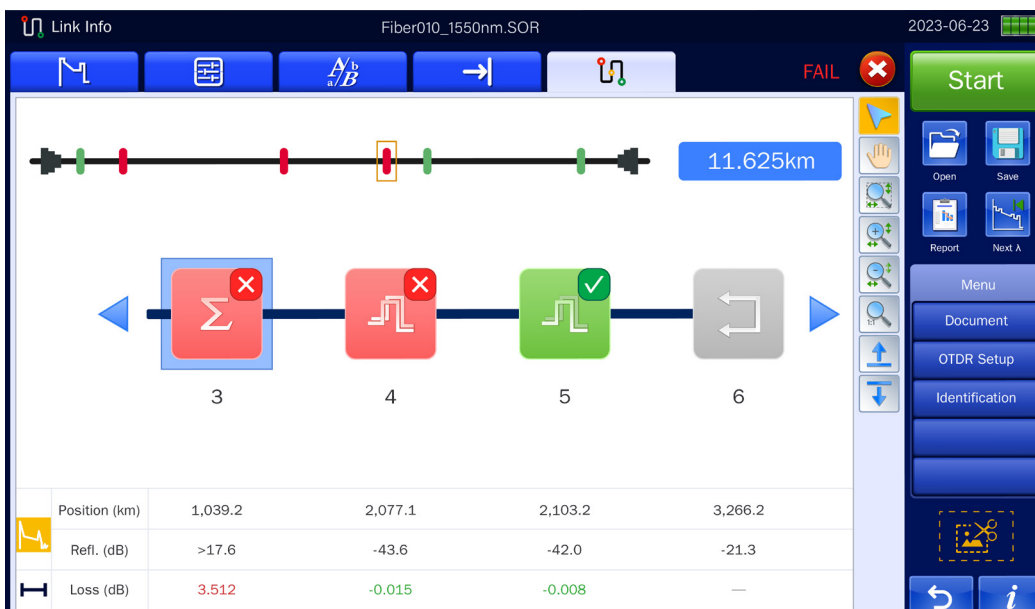 Link Info
Fiber010_1550nm.SOR
2023-06-23
A/B a b
FAIL
Start
11.625km
Open
Save
Report
Next λ
Menu
Document
OTDR Setup
Identification
1:1
Σ
3
4
5
6
Position (km) 1,039.2 2,077.1 2,103.2 3,266.2
Refl. (dB) >17.6 -43.6 -42.0 -21.3
Loss (dB) 3.512 -0.015 -0.008 —
i